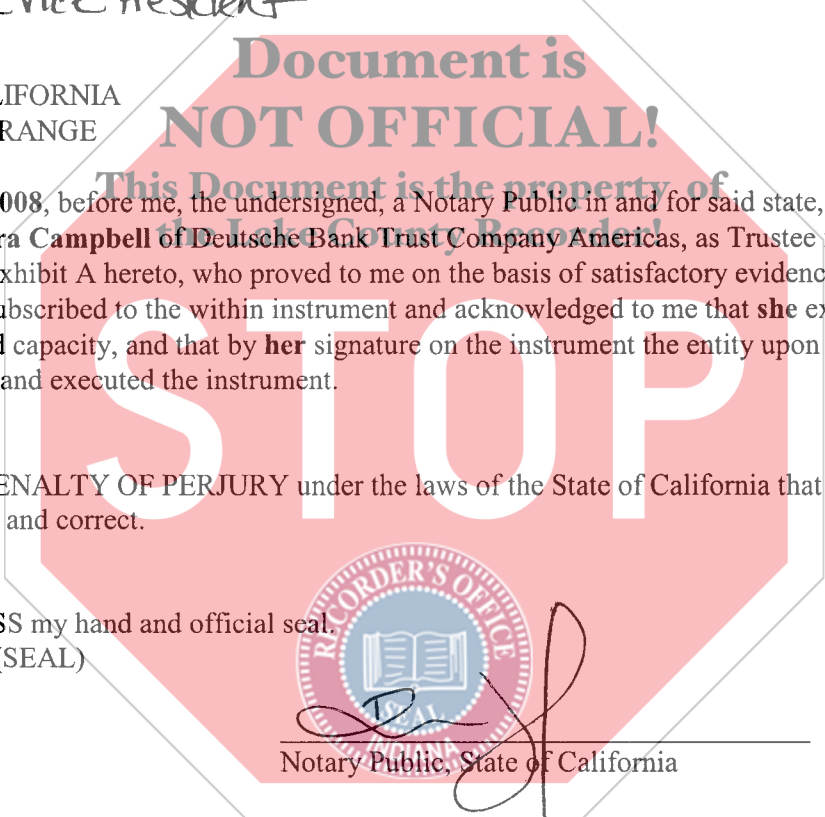 Vice President
Document is
NOT OFFICIAL!
LIFORNIA
RANGE
This Document is the property of
the Lake County Recorder!
008, before me, the undersigned, a Notary Public in and for said state,
ra Campbell of Deutsche Bank Trust Company Americas, as Trustee
xhibit A hereto, who proved to me on the basis of satisfactory evidenc
ubscribed to the within instrument and acknowledged to me that she ex
d capacity, and that by her signature on the instrument the entity upon
and executed the instrument.
STOP
ENALTY OF PERJURY under the laws of the State of California that
and correct.
RECORDER'S OFFICE
SEAL
INDIANA
SS my hand and official seal.
(SEAL)
Notary Public, State of California